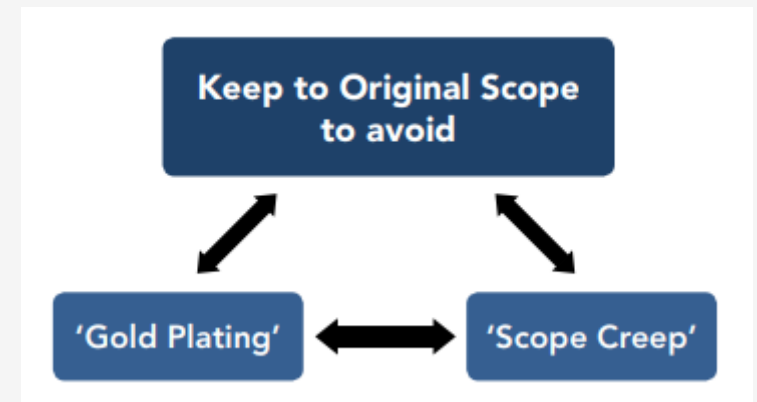 Keep to Original Scope
to avoid
‘Gold Plating’
‘Scope Creep’